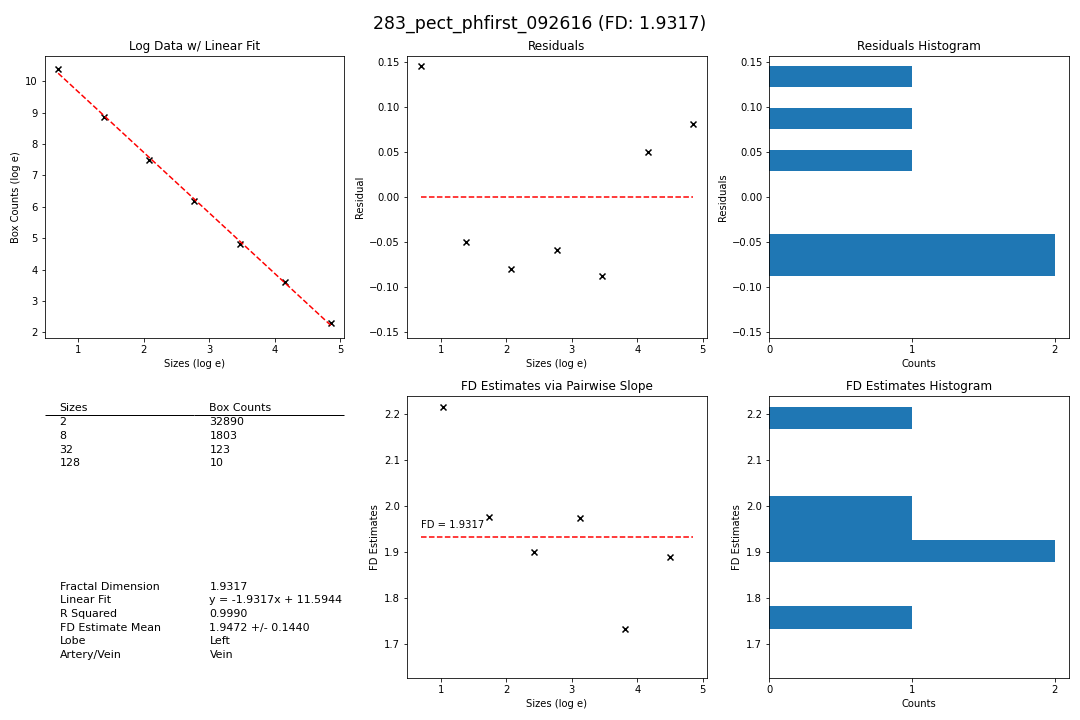 283_pect_phfirst_092616 (FD: 1.9317)
Log Data w/ Linear Fit
Box Counts (log e)
10
9
8
7
6
5
4
3
2
1 2 3 4 5
Sizes (log e)
Residuals
Residual
0.15
0.10
0.05
0.00
−0.05
−0.10
−0.15
1 2 3 4 5
Sizes (log e)
Residuals Histogram
Residuals
0.15
0.10
0.05
0.00
−0.05
−0.10
−0.15
0 1 2
Counts
Sizes Box Counts
2 32890
8 1803
32 123
128 10
Fractal Dimension 1.9317
Linear Fit y = -1.9317x + 11.5944
R Squared 0.9990
FD Estimate Mean 1.9472 +/- 0.1440
Lobe Left
Artery/Vein Vein
FD Estimates via Pairwise Slope
FD Estimates
2.2
2.1
2.0
1.9
1.8
1.7
FD = 1.9317
1 2 3 4 5
Sizes (log e)
FD Estimates Histogram
FD Estimates
2.2
2.1
2.0
1.9
1.8
1.7
0 1 2
Counts